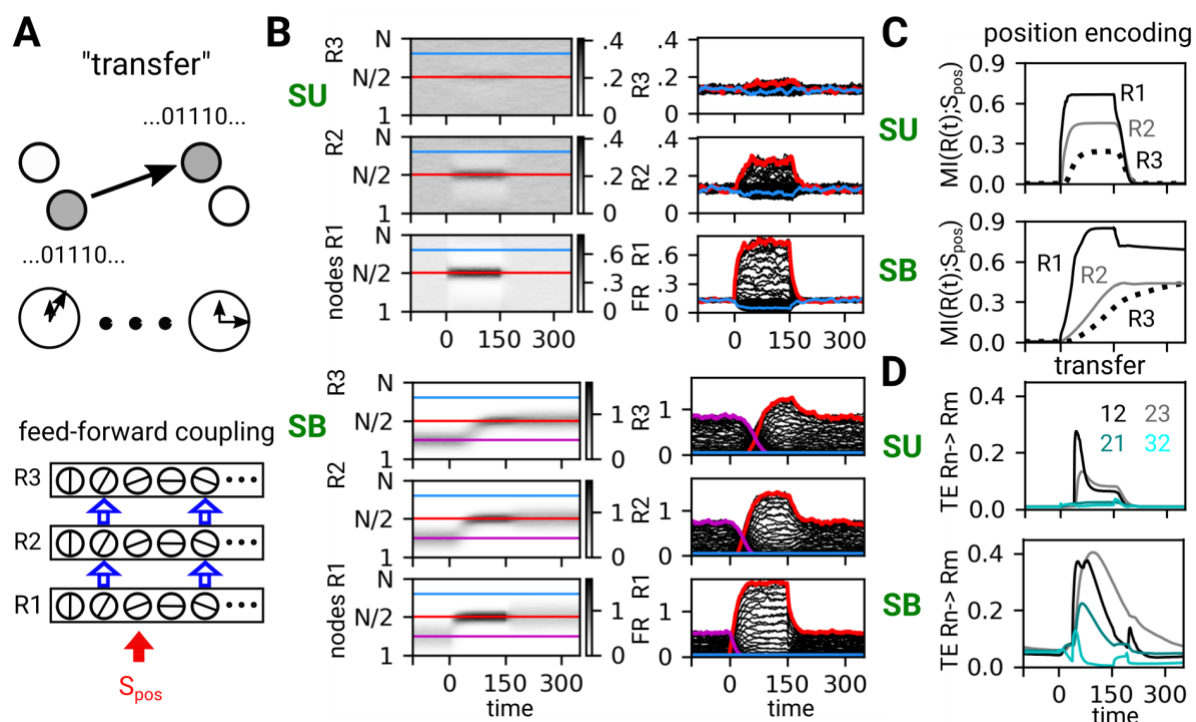 A
"transfer"
...01110...
...01110...
feed-forward coupling
R3
R2
R1
Spos
B
SU
R3
N
N/2
1
.4
.2
0
R3
.4
.2
0
R2
N/2
1
.4
.2
0
R2
.4
.2
0
nodes R1
N
N/2
1
.6
.3
0
FR R1
.6
.3
0
0 150 300
0 150 300
SB
R3
N
N/2
1
1
0
R3
1
0
R2
N
N/2
1
1
0
R2
1
0
nodes R1
N
N/2
1
1
0
FR R1
1
0
0 150 300
time
0 150 300
time
C
position encoding
SU
MI(R(t);Spos)
0.9
0.6
0.3
0.0
R1
R2
R3
SB
MI(R(t);Spos)
0.9
0.6
0.3
0.0
R1
R2
R3
D
transfer
SU
TE Rn-> Rm
0.4
0.2
0.0
12 23
21 32
SB
TE Rn-> Rm
0.4
0.2
0.0
0 150 300
time